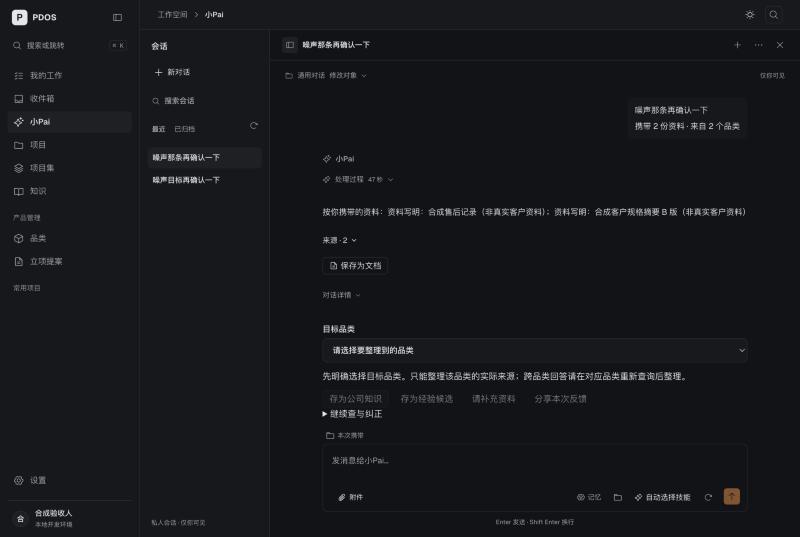 P PDOS
搜索或跳转 ⌘ K
我的工作
收件箱
小Pai
项目
项目集
知识
产品管理
品类
立项提案
常用项目
设置
合 合成验收人
本地开发环境
工作空间 > 小Pai
会话
新对话
搜索会话
最近 已归档
噪声那条再确认一下
噪声目标再确认一下
私人会话 · 仅你可见
噪声那条再确认一下
通用对话 修改对象
仅你可见
噪声那条再确认一下
携带 2 份资料 · 来自 2 个品类
小Pai
处理过程 47 秒
按你携带的资料：资料写明：合成售后记录（非真实客户资料）；资料写明：合成客户规格摘要 B 版（非真实客户资料）
来源 · 2
保存为文档
对话详情
目标品类
请选择要整理到的品类
先明确选择目标品类。只能整理该品类的实际来源；跨品类回答请在对应品类重新查询后整理。
存为公司知识 存为经验候选 请补充资料 分享本次反馈
继续查与纠正
本次携带
发消息给小Pai...
附件 记忆 自动选择技能
Enter 发送 · Shift Enter 换行